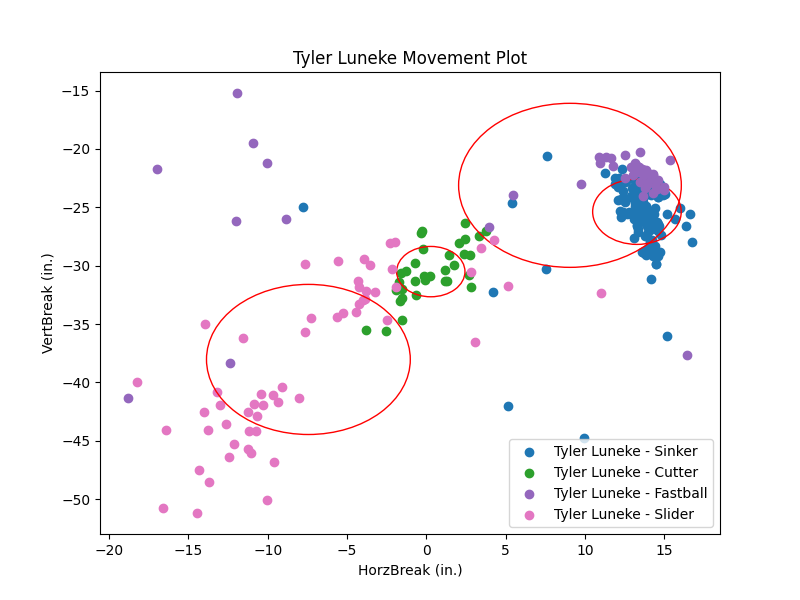 Tyler Luneke Movement Plot
VertBreak (in.)
−15
−20
−25
−30
−35
−40
−45
−50
Tyler Luneke - Sinker
Tyler Luneke - Cutter
Tyler Luneke - Fastball
Tyler Luneke - Slider
−20 −15 −10 −5 0 5 10 15
HorzBreak (in.)